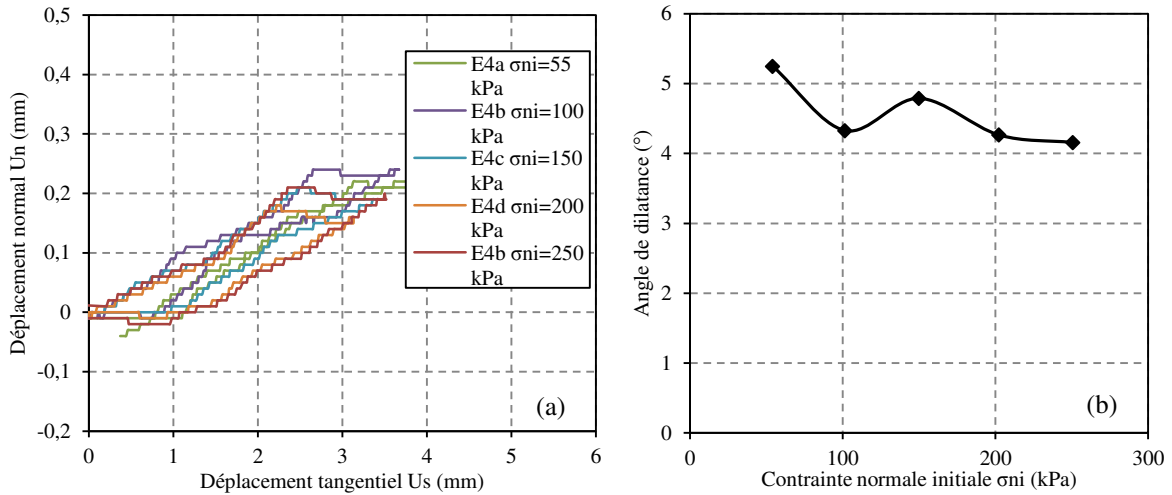 Déplacement normal Un (mm)
0,5
0,4
0,3
0,2
0,1
0
-0,1
-0,2
0 1 2 3 4 5 6
Déplacement tangentiel Us (mm)
E4a σni=55
kPa
E4b σni=100
kPa
E4c σni=150
kPa
E4d σni=200
kPa
E4b σni=250
kPa
(a)
Angle de dilatance (°)
6
5
4
3
2
1
0
0 100 200 300
Contrainte normale initiale σni (kPa)
(b)